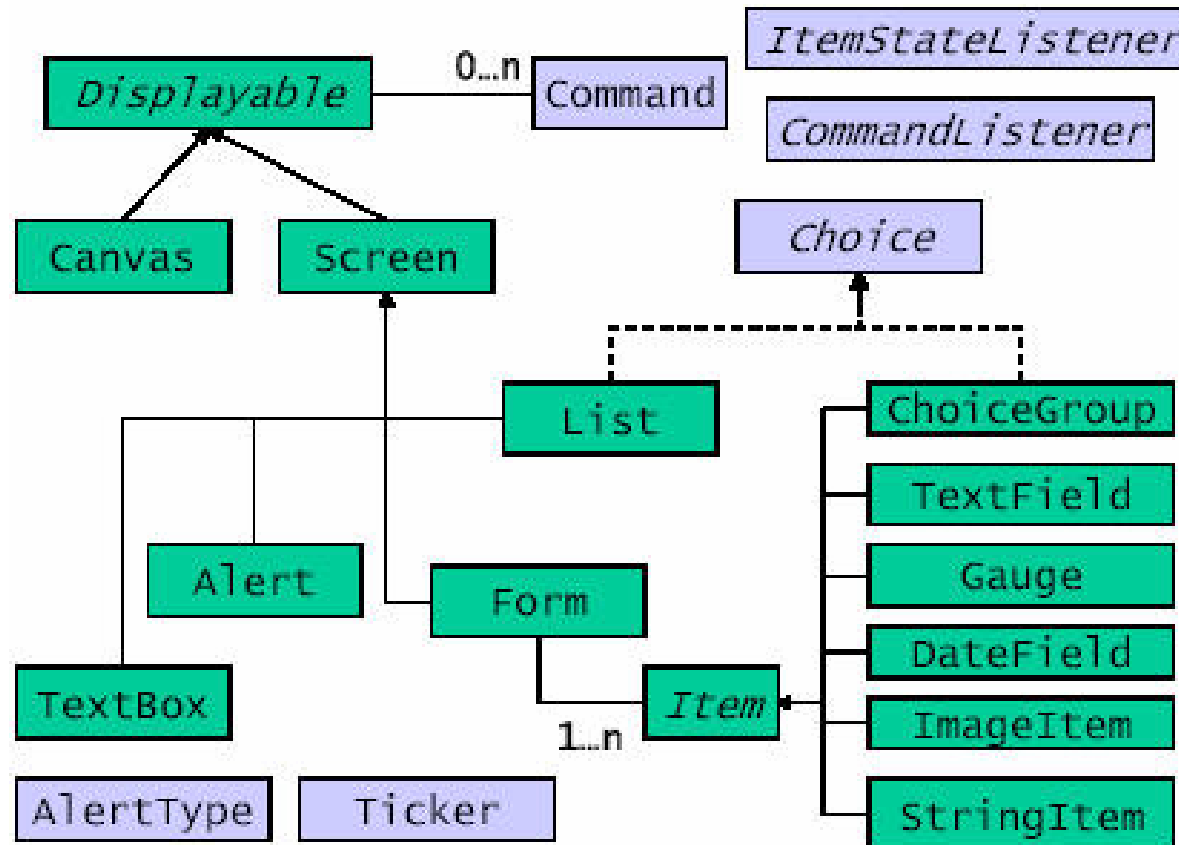 ItemStateListener
Displayable
0…n
Command
CommandListener
Canvas
Screen
Choice
List
ChoiceGroup
TextField
Alert
Form
Gauge
TextBox
Item
DateField
1…n
ImageItem
AlertType
Ticker
StringItem